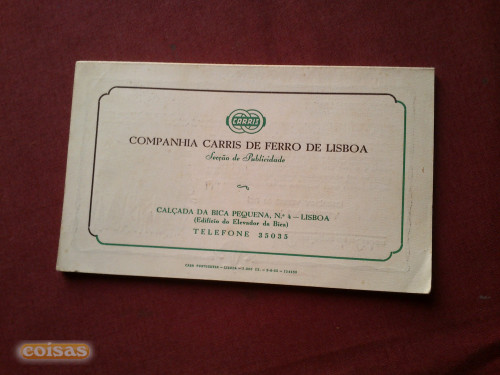 CARRIS
COMPANHIA CARRIS DE FERRO DE LISBOA
Secção de Publicidade
CALÇADA DA BICA PEQUENA, N.º 4 — LISBOA
(Edifício do Elevador da Bica)
TELEFONE 25035
coisas